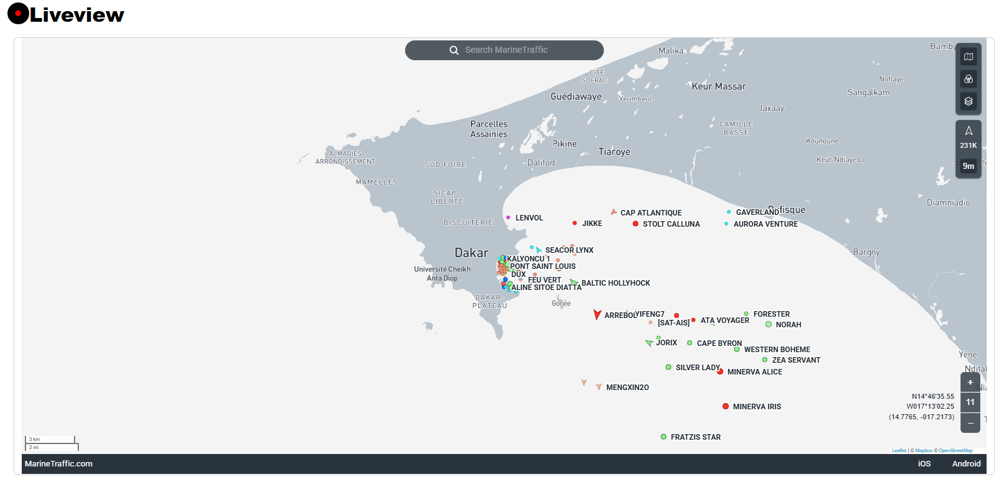 Liveview
Search MarineTraffic
Malika
CITÉ
SOFRACO
Guédiawaye
Yeumbeul
Keur Massar
Noflaye
Sangalkam
Jaxaay
Parcelles
Assainies
CAMILLE
BASSE
Pikine
Tiaroye
Kounoune
231K
ALMADIES
ARRONDISSEMENT
SUD FOIRE
Dalifort
Keur Ndiaye Lo
9m
MAMELLES
SICAP-
LIBERTÉ
Diamniadio
BISCUITERIE
LENVOL
CAP ATLANTIQUE
GAVERLAND
JIKKE
STOLT CALLUNA
AURORA VENTURE
Dakar
SEACOR LYNX
Bargny
KALYONCU 1
PONT SAINT LOUIS
Université Cheikh
Anta Diop
DUX
FEU VERT
BALTIC HOLLYHOCK
ALINE SITOE DIATTA
DAKAR-
PLATEAU
Gorée
ARREBOL
YIFENG7
[SAT-AIS]
ATA VOYAGER
FORESTER
NORAH
JORIX
CAPE BYRON
WESTERN BOHEME
Yène
ZEA SERVANT
SILVER LADY
MINERVA ALICE
MENGXIN20
N14°46'35.55
W017°13'02.25
(14.7765, -017.2173)
+
11
−
MINERVA IRIS
FRATZIS STAR
3 km
2 mi
Leaflet | © Mapbox © OpenStreetMap
MarineTraffic.com
iOS
Android